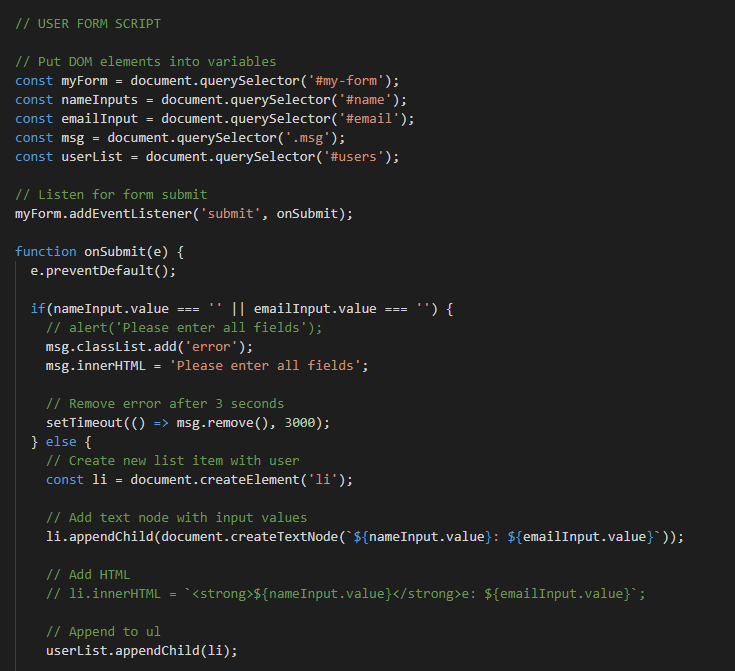 // USER FORM SCRIPT
// Put DOM elements into variables
const myForm = document.querySelector('#my-form');
const nameInputs = document.querySelector('#name');
const emailInput = document.querySelector('#email');
const msg = document.querySelector('.msg');
const userList = document.querySelector('#users');
// Listen for form submit
myForm.addEventListener('submit', onSubmit);
function onSubmit(e) {
  e.preventDefault();
  if(nameInput.value === '' || emailInput.value === '') {
    // alert('Please enter all fields');
    msg.classList.add('error');
    msg.innerHTML = 'Please enter all fields';
    // Remove error after 3 seconds
    setTimeout(() => msg.remove(), 3000);
  } else {
    // Create new list item with user
    const li = document.createElement('li');
    // Add text node with input values
    li.appendChild(document.createTextNode(`${nameInput.value}: ${emailInput.value}`));
    // Add HTML
    // li.innerHTML = `<strong>${nameInput.value}</strong>e: ${emailInput.value}`;
    // Append to ul
    userList.appendChild(li);